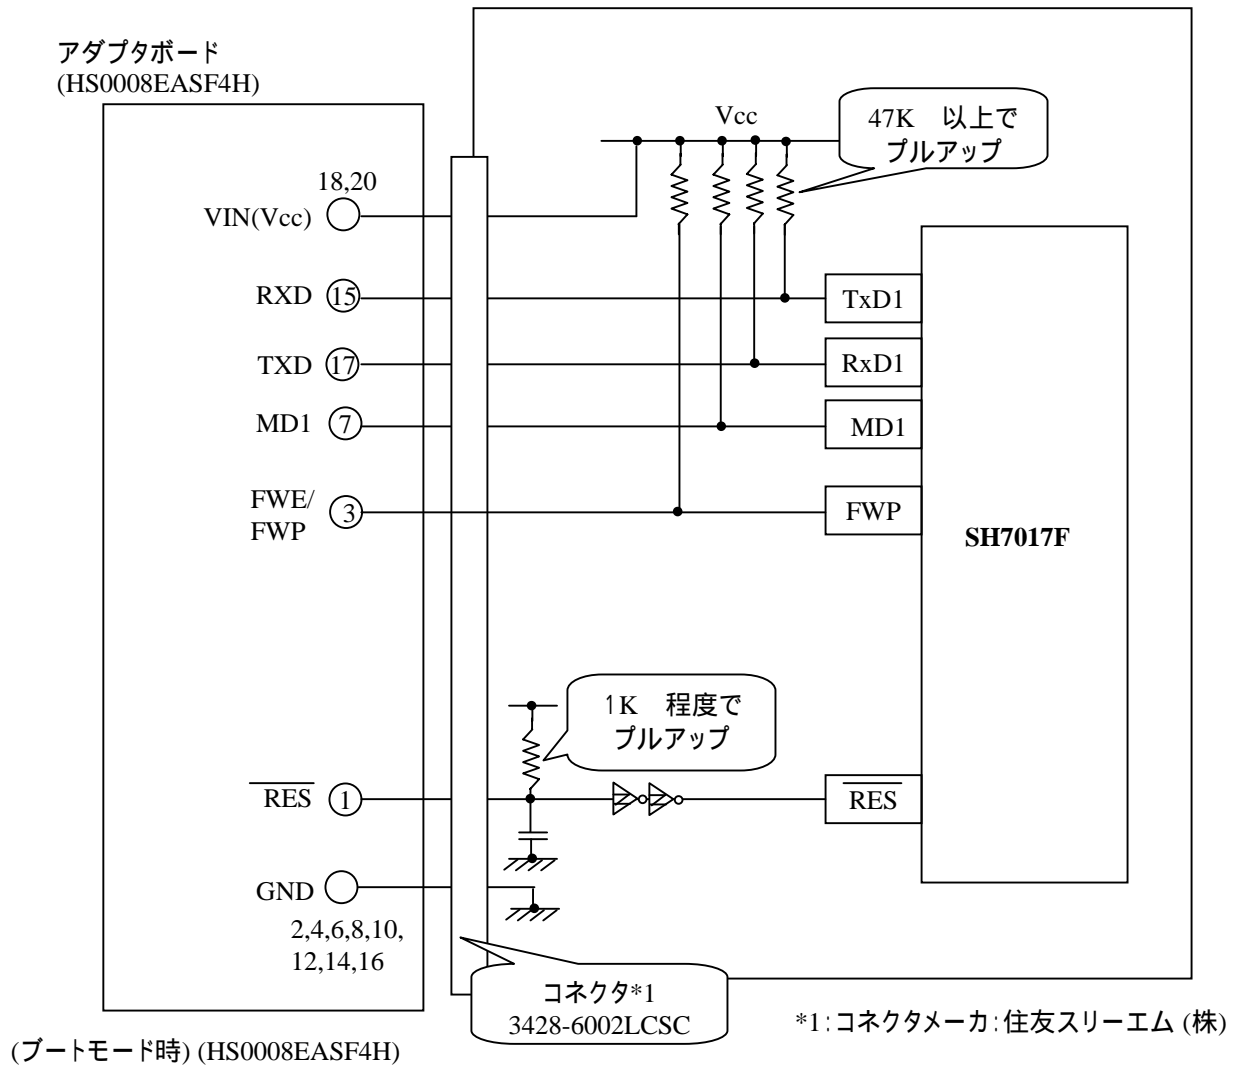 アダプタボード
(HS0008EASF4H)
Vcc
47K 以上で
プルアップ
18,20
VIN(Vcc)
RXD 15
TxD1
TXD 17
RxD1
MD1 7
MD1
FWE/
FWP
3
FWP
SH7017F
1K 程度で
プルアップ
RES 1
RES
GND
2,4,6,8,10,
12,14,16
コネクタ*1
3428-6002LCSC
*1:コネクタメーカ:住友スリーエム (株)
(ブートモード時) (HS0008EASF4H)